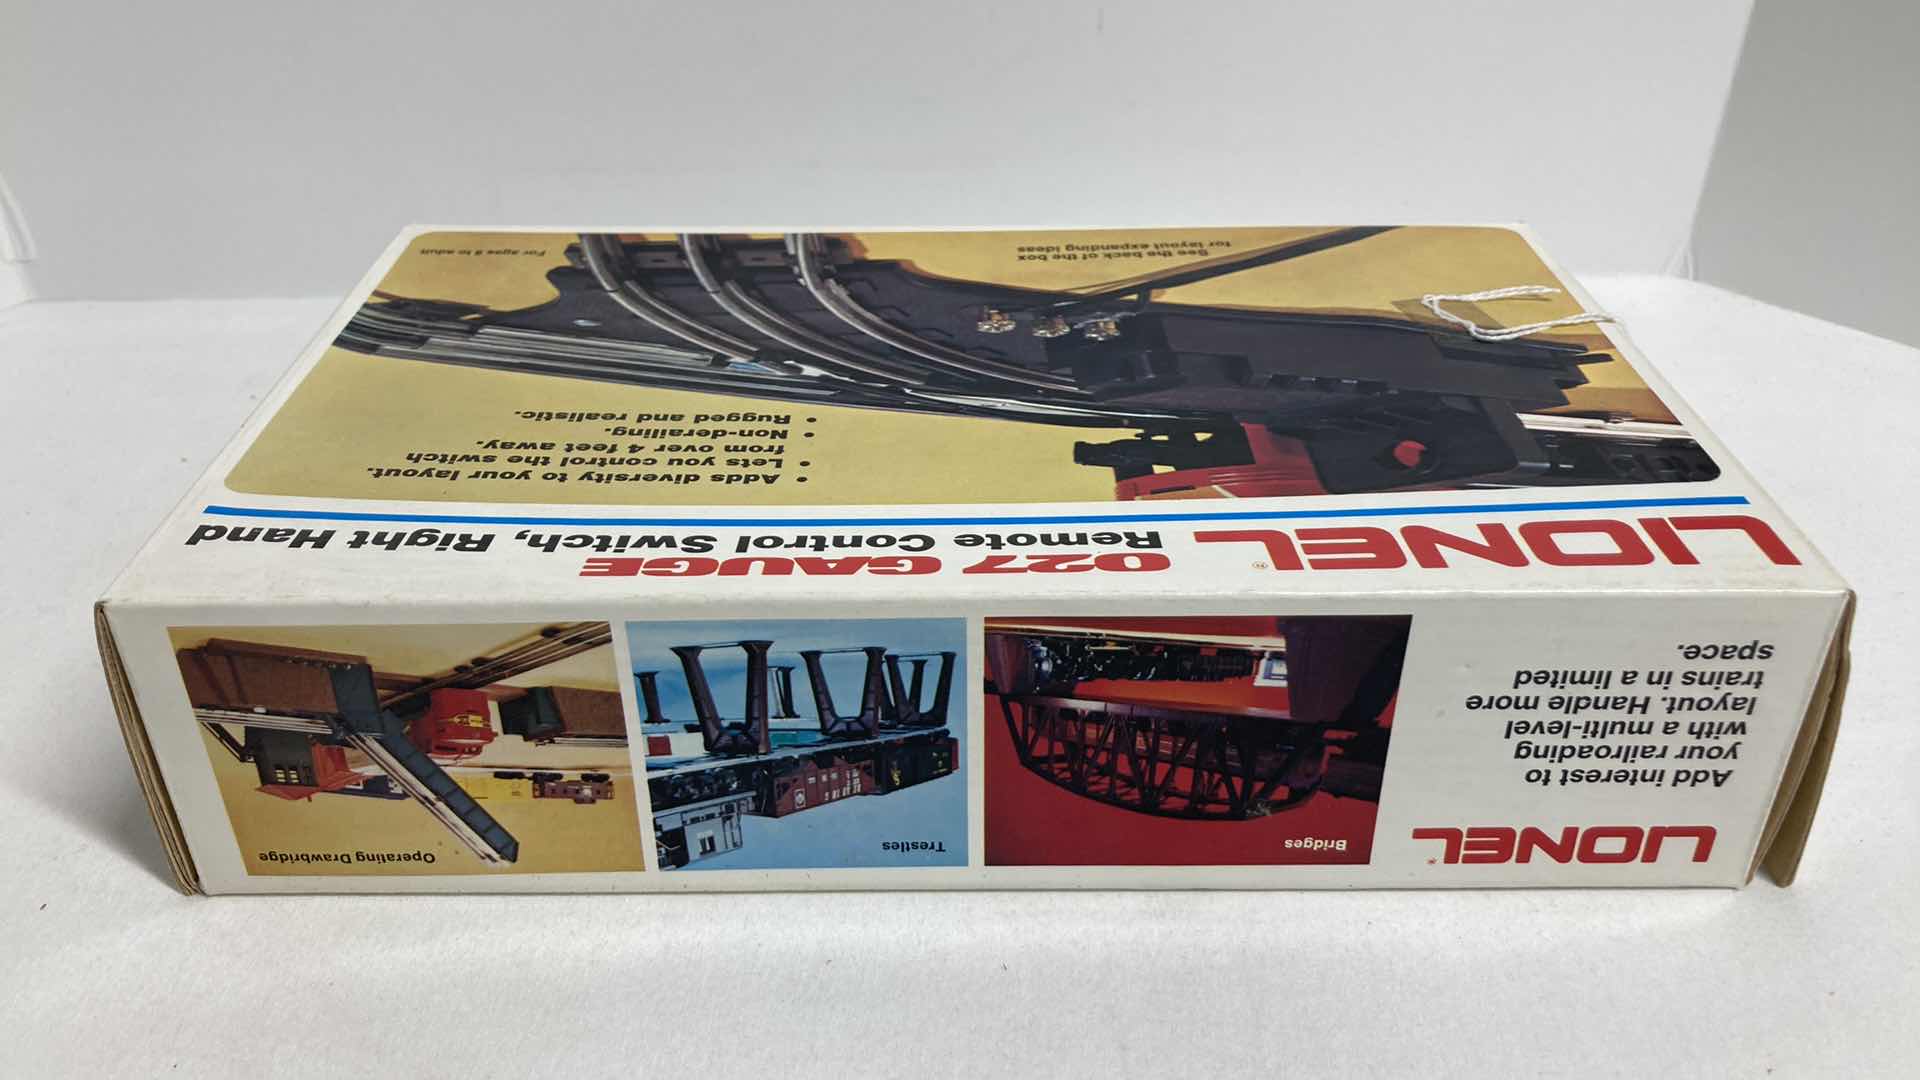 LIONEL®
027 GAUGE
Remote Control Switch, Right Hand
• Adds diversity to your layout.
• Lets you control the switch
from over 4 feet away.
• Non-derailing.
• Rugged and realistic.
See the back of the box
for layout expanding ideas
For ages 8 to adult
LIONEL®
Add interest to
your railroading
with a multi-level
layout. Handle more
trains in a limited
space.
Bridges
Trestles
Operating Drawbridge